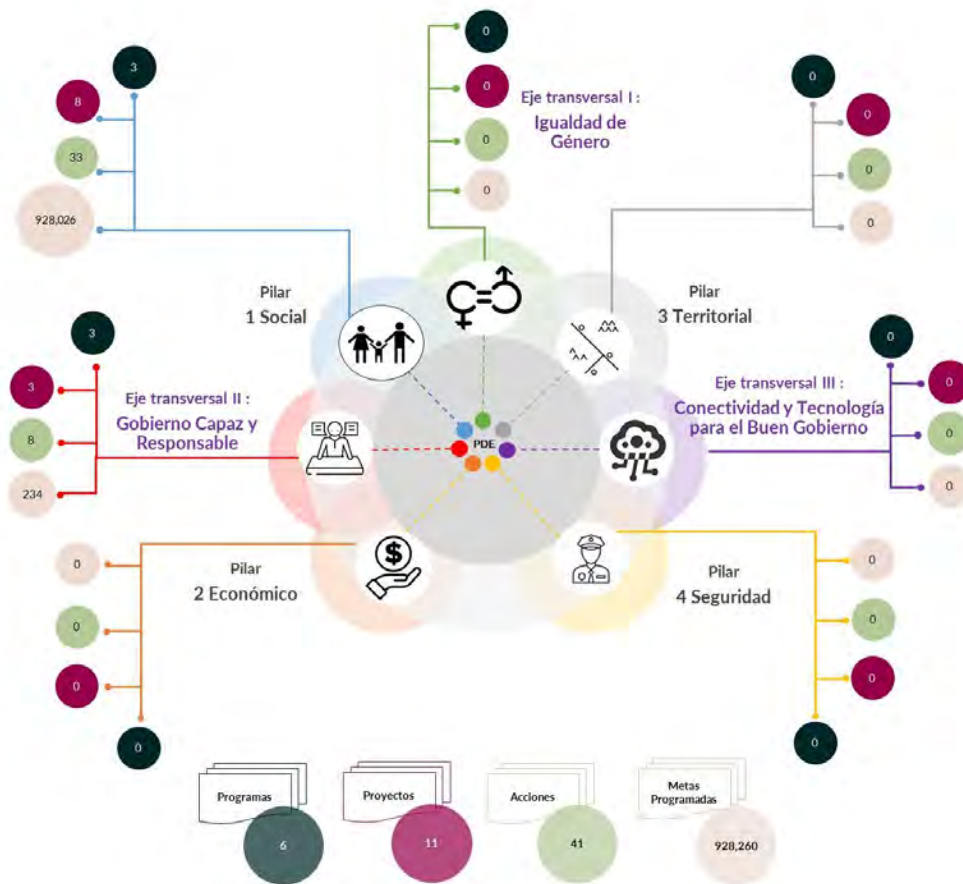 3
8
33
928,026
Pilar
1 Social
0
0
0
0
Eje transversal I :
Igualdad de
Género
0
0
0
0
Pilar
3 Territorial
3
3
8
234
Eje transversal II :
Gobierno Capaz y
Responsable
PDE
Eje transversal III :
Conectividad y Tecnología
para el Buen Gobierno
0
0
0
0
0
0
0
0
Pilar
2 Económico
$
Pilar
4 Seguridad
0
0
0
0
Programas
6
Proyectos
11
Acciones
41
Metas
Programadas
928,260